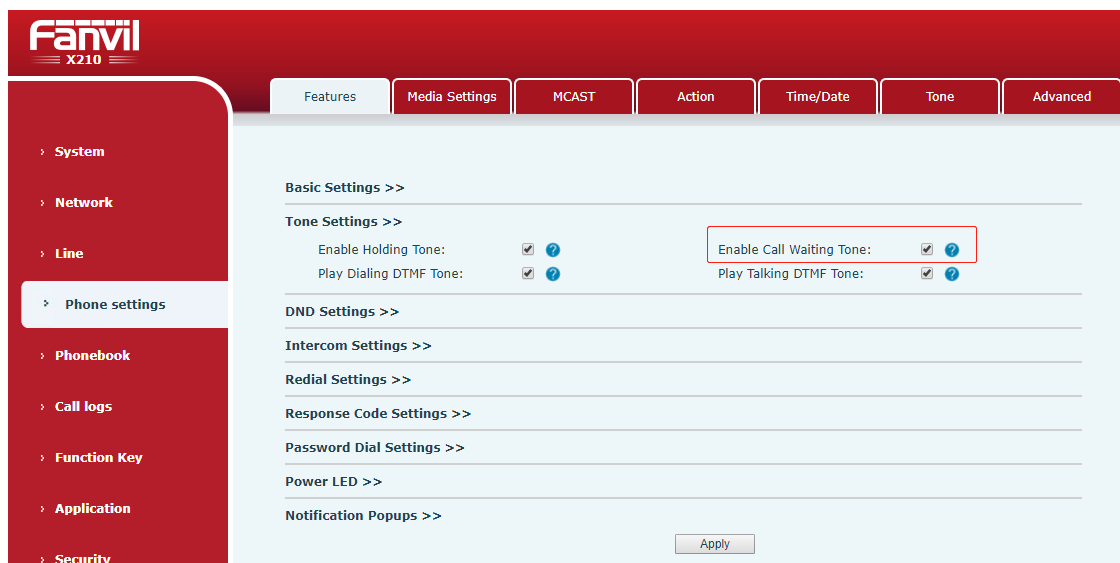 Fanvil
X210
Features
Media Settings
MCAST
Action
Time/Date
Tone
Advanced
› System
› Network
› Line
› Phone settings
› Phonebook
› Call logs
› Function Key
› Application
› Security
Basic Settings >>
Tone Settings >>
Enable Holding Tone: ?
Enable Call Waiting Tone: ?
Play Dialing DTMF Tone: ?
Play Talking DTMF Tone: ?
DND Settings >>
Intercom Settings >>
Redial Settings >>
Response Code Settings >>
Password Dial Settings >>
Power LED >>
Notification Popups >>
Apply